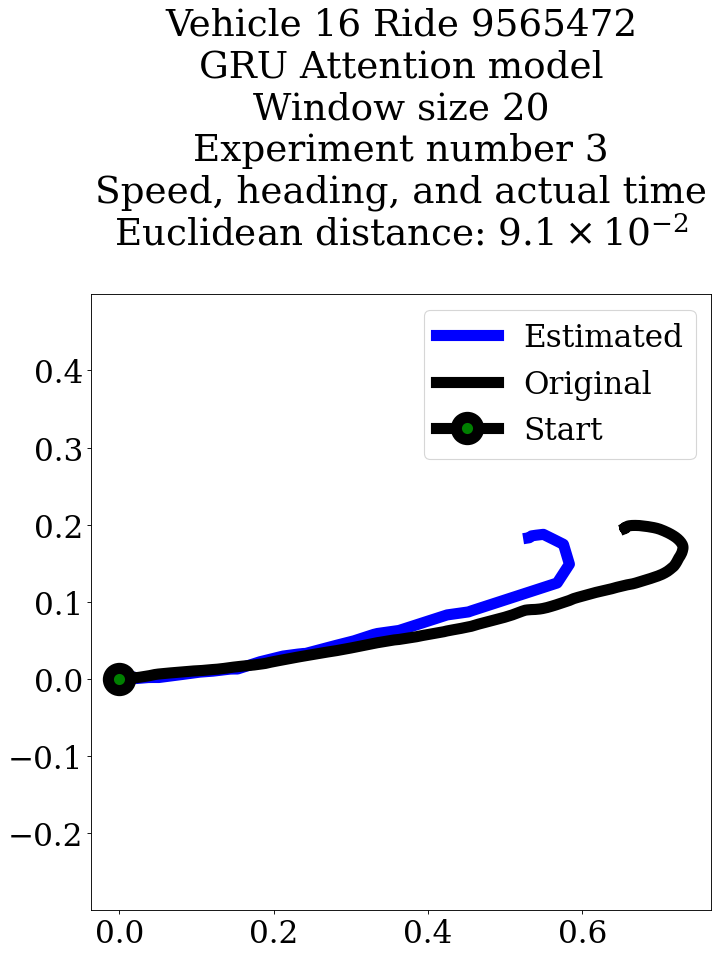 Vehicle 16 Ride 9565472
GRU Attention model
Window size 20
Experiment number 3
Speed, heading, and actual time
Euclidean distance: 9.1 × 10⁻²
Estimated
Original
Start
0.4
0.3
0.2
0.1
0.0
−0.1
−0.2
0.0 0.2 0.4 0.6